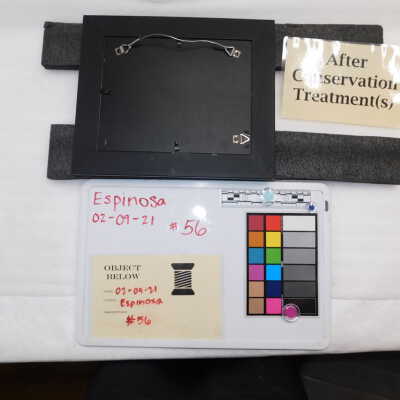 After
Conservation
Treatment(s)
Espinosa
02-09-21
#56
OBJECT
BELOW
02-09-21
Espinosa
#56